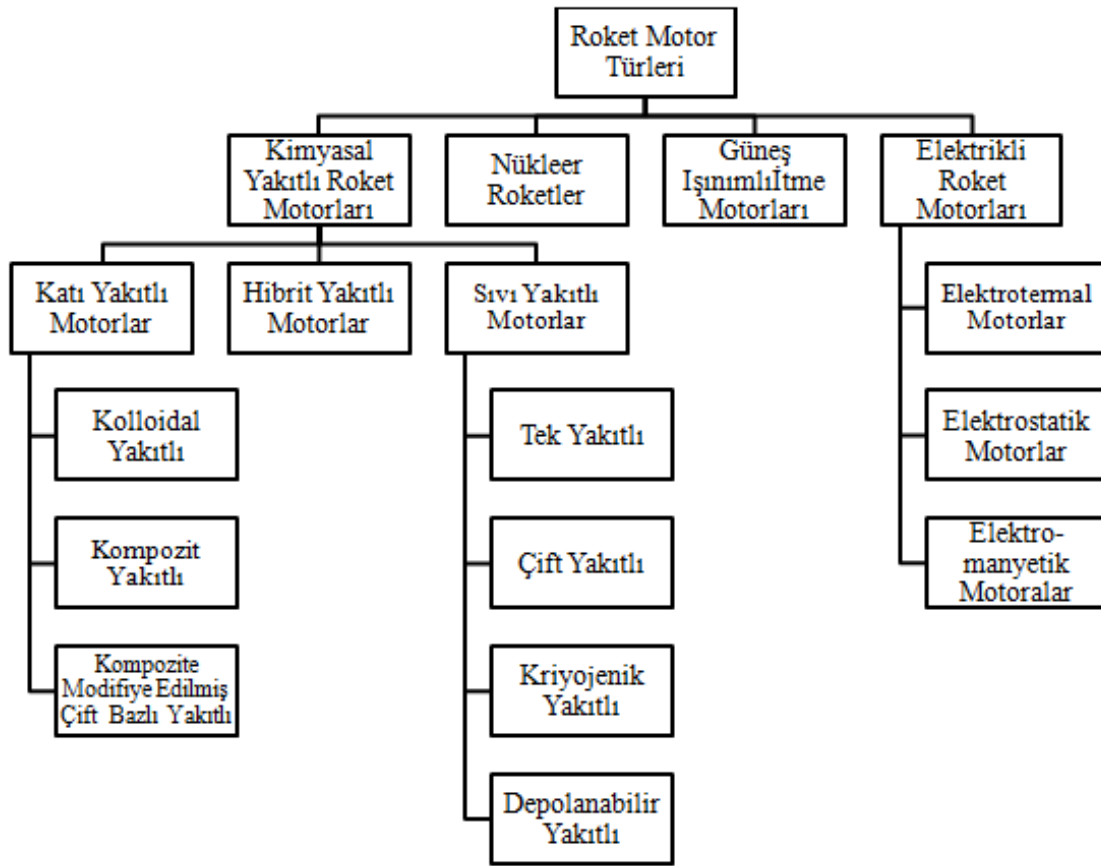 Roket Motor
Türleri
Kimyasal
Yakıtlı Roket
Motorları
Nükleer
Roketler
Güneş
Işınımlıİtme
Motorları
Elektrikli
Roket
Motorları
Katı Yakıtlı
Motorlar
Hibrit Yakıtlı
Motorlar
Sıvı Yakıtlı
Motorlar
Elektrotermal
Motorlar
Kolloidal
Yakıtlı
Tek Yakıtlı
Elektrostatik
Motorlar
Kompozit
Yakıtlı
Çift Yakıtlı
Elektro-
manyetik
Motoralar
Kompozite
Modifiye Edilmiş
Çift Bazlı Yakıtlı
Kriyojenik
Yakıtlı
Depolanabilir
Yakıtlı